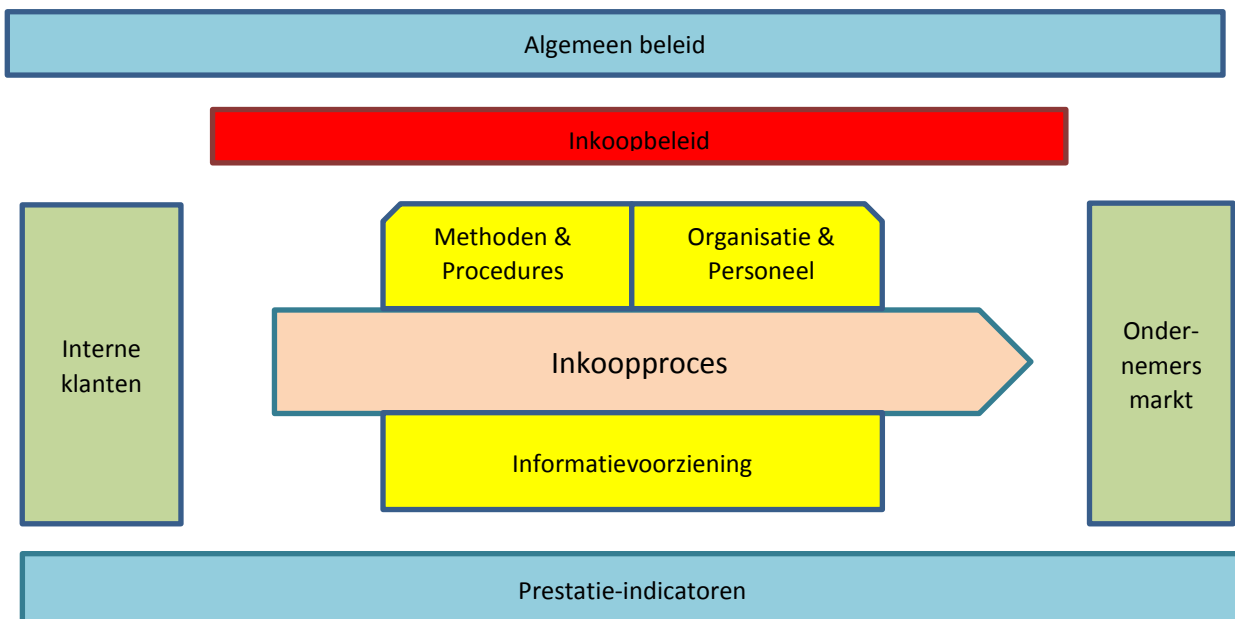 Algemeen beleid
Inkoopbeleid
Methoden &
Procedures
Organisatie &
Personeel
Interne
klanten
Inkoopproces
Onder-
nemers
markt
Informatievoorziening
Prestatie-indicatoren